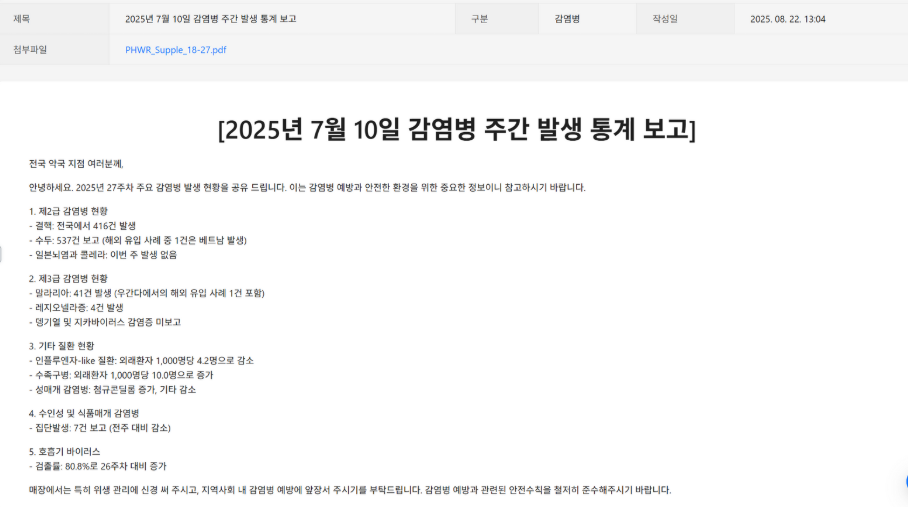 제목 2025년 7월 10일 감염병 주간 발생 통계 보고 구분 감염병 작성일 2025. 08. 22. 13:04
첨부파일 PHWR_Supple_18-27.pdf
[2025년 7월 10일 감염병 주간 발생 통계 보고]
전국 약국 지점 여러분께,
안녕하세요. 2025년 27주차 주요 감염병 발생 현황을 공유 드립니다. 이는 감염병 예방과 안전한 환경을 위한 중요한 정보이니 참고하시기 바랍니다.
1. 제2급 감염병 현황
- 결핵: 전국에서 416건 발생
- 수두: 537건 보고 (해외 유입 사례 중 1건은 베트남 발생)
- 일본뇌염과 콜레라: 이번 주 발생 없음
2. 제3급 감염병 현황
- 말라리아: 41건 발생 (우간다에서의 해외 유입 사례 1건 포함)
- 레지오넬라증: 4건 발생
- 뎅기열 및 지카바이러스 감염증 미보고
3. 기타 질환 현황
- 인플루엔자-like 질환: 외래환자 1,000명당 4.2명으로 감소
- 수족구병: 외래환자 1,000명당 10.0명으로 증가
- 성매개 감염병: 첨규콘딜롬 증가, 기타 감소
4. 수인성 및 식품매개 감염병
- 집단발생: 7건 보고 (전주 대비 감소)
5. 호흡기 바이러스
- 검출률: 80.8%로 26주차 대비 증가
매장에서는 특히 위생 관리에 신경 써 주시고, 지역사회 내 감염병 예방에 앞장서 주시기를 부탁드립니다. 감염병 예방과 관련된 안전수칙을 철저히 준수해주시기 바랍니다.